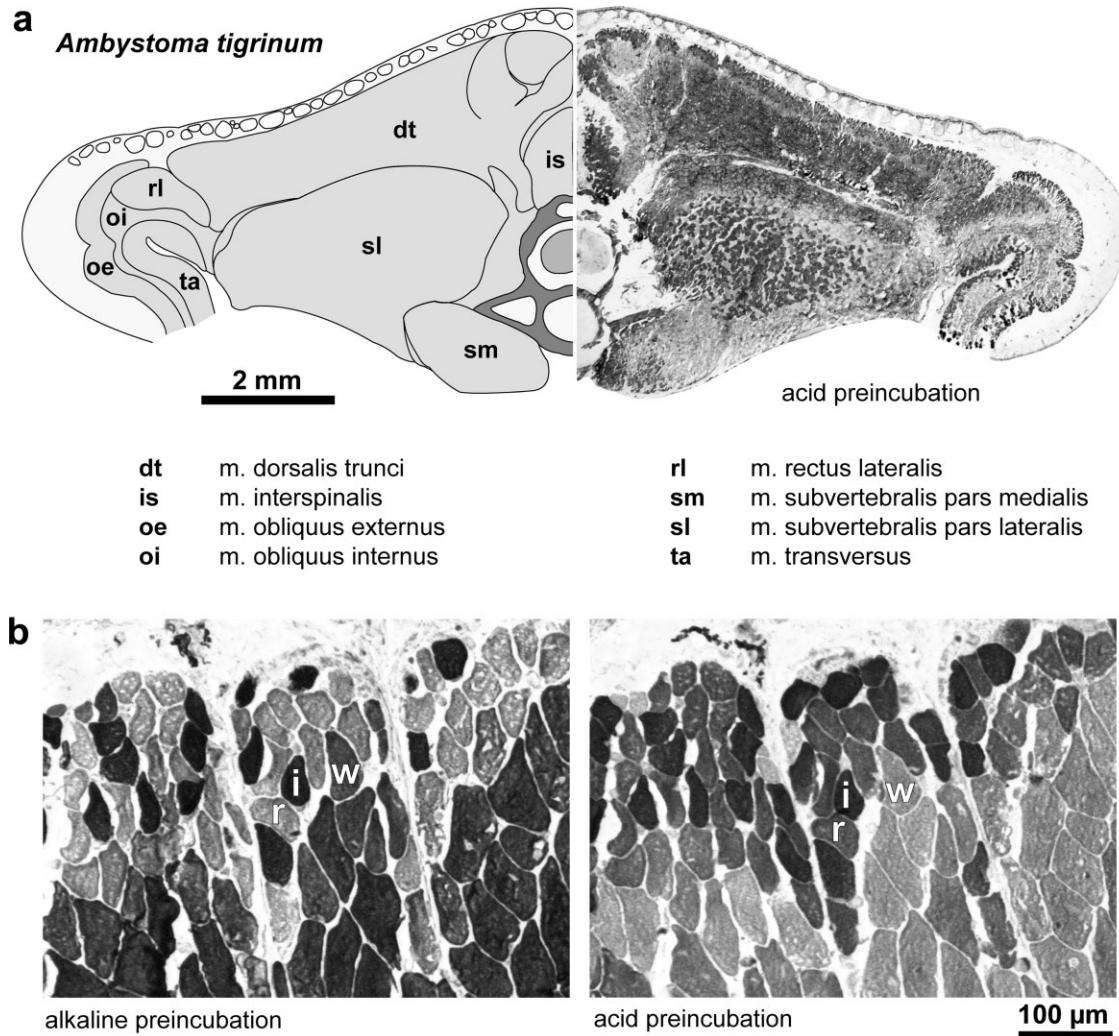 a
Ambystoma tigrinum
dt
is
rl
oi
oe
ta
sl
sm
2 mm
acid preincubation
dt m. dorsalis trunci
is m. interspinalis
oe m. obliquus externus
oi m. obliquus internus
rl m. rectus lateralis
sm m. subvertebralis pars medialis
sl m. subvertebralis pars lateralis
ta m. transversus
b
i
w
r
i
w
r
alkaline preincubation
acid preincubation
100 µm